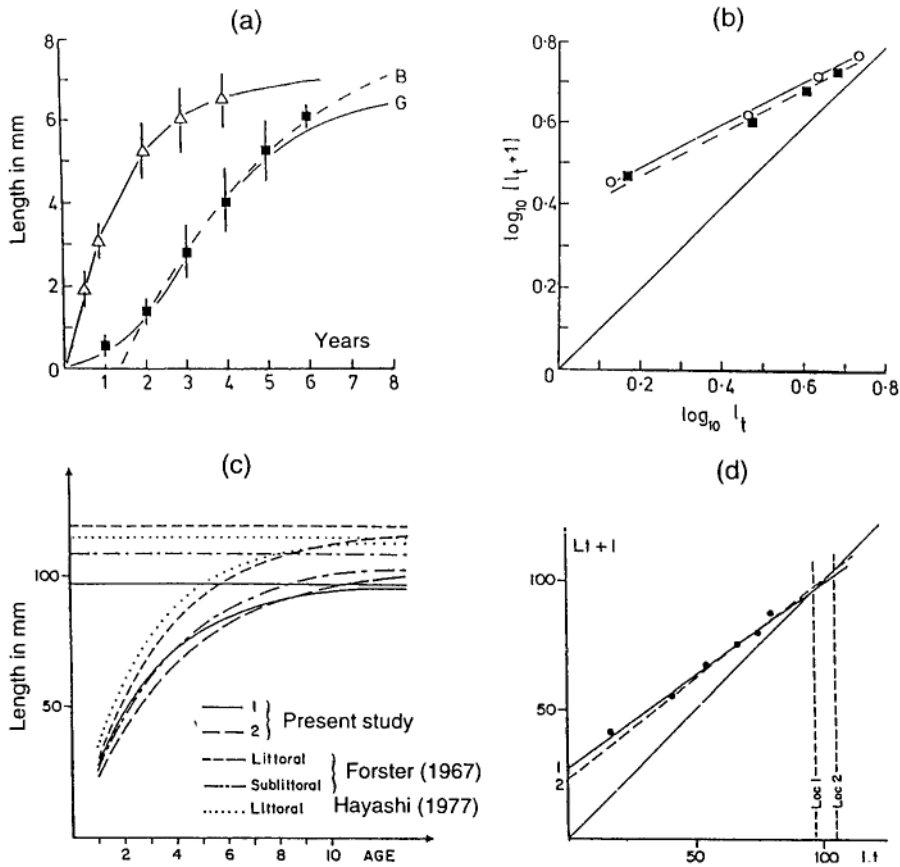 (a)
8
6
4
2
0
Length in mm
B
G
Years
1 2 3 4 5 6 7 8
(b)
0·8
0·6
0·4
0·2
0
log₁₀ [lt +1]
0·2 0·4 0·6 0·8
log₁₀ lt
(c)
100
50
Length in mm
1
2
Present study
Littoral
Sublittoral
Forster (1967)
Littoral
Hayashi (1977)
2 4 6 8 10 AGE
(d)
Lt + 1
100
50
1
2
Loc 1
Loc 2
50 100 l.t